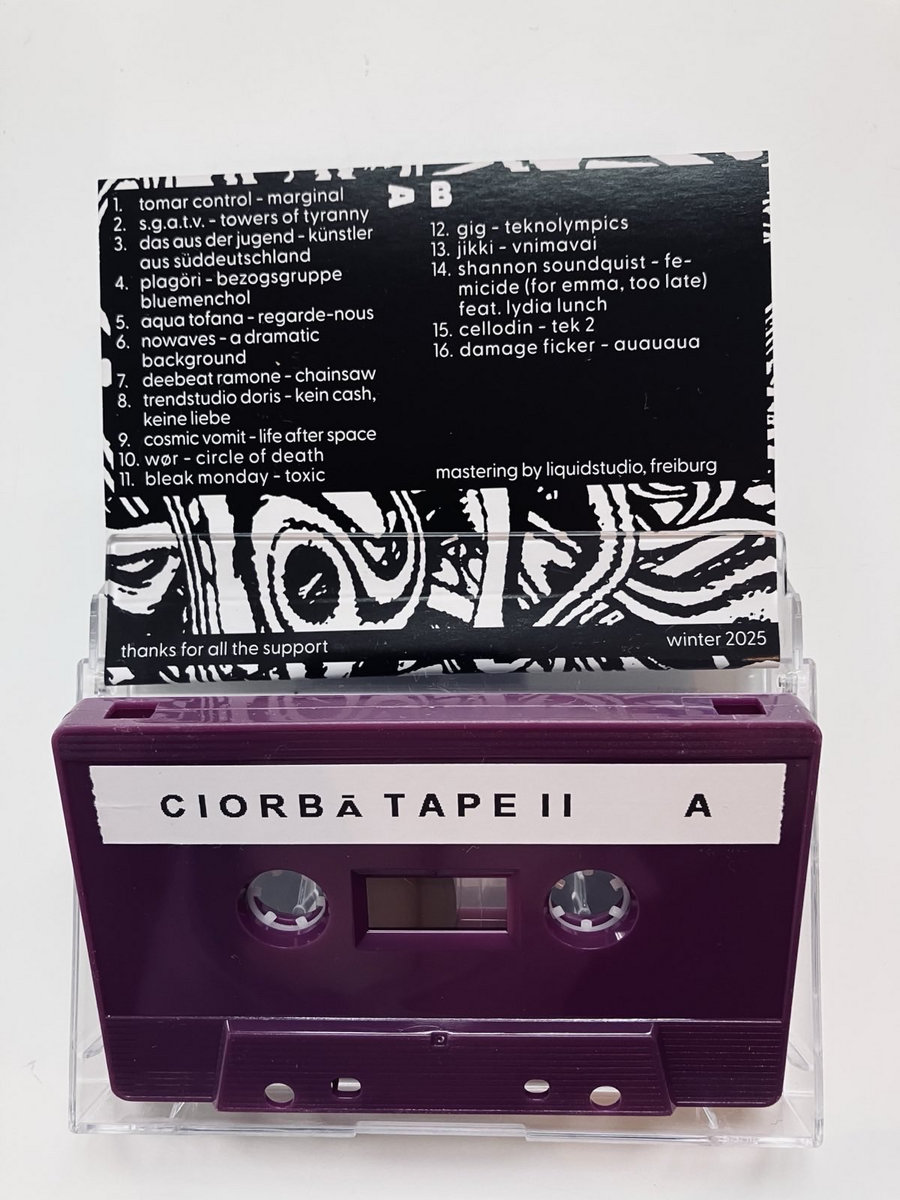 A
1. tomar control - marginal
2. s.g.a.t.v. - towers of tyranny
3. das aus der jugend - künstler
aus süddeutschland
4. plagöri - bezogsgruppe
bluemenchol
5. aqua tofana - regarde-nous
6. nowaves - a dramatic
background
7. deebeat ramone - chainsaw
8. trendstudio doris - kein cash,
keine liebe
9. cosmic vomit - life after space
10. wør - circle of death
11. bleak monday - toxic
B
12. gig - teknolympics
13. jikki - vnimavai
14. shannon soundquist - fe-
micide (for emma, too late)
feat. lydia lunch
15. cellodin - tek 2
16. damage ficker - auauaua
mastering by liquidstudio, freiburg
thanks for all the support
winter 2025
CIORBĀ TAPE II A